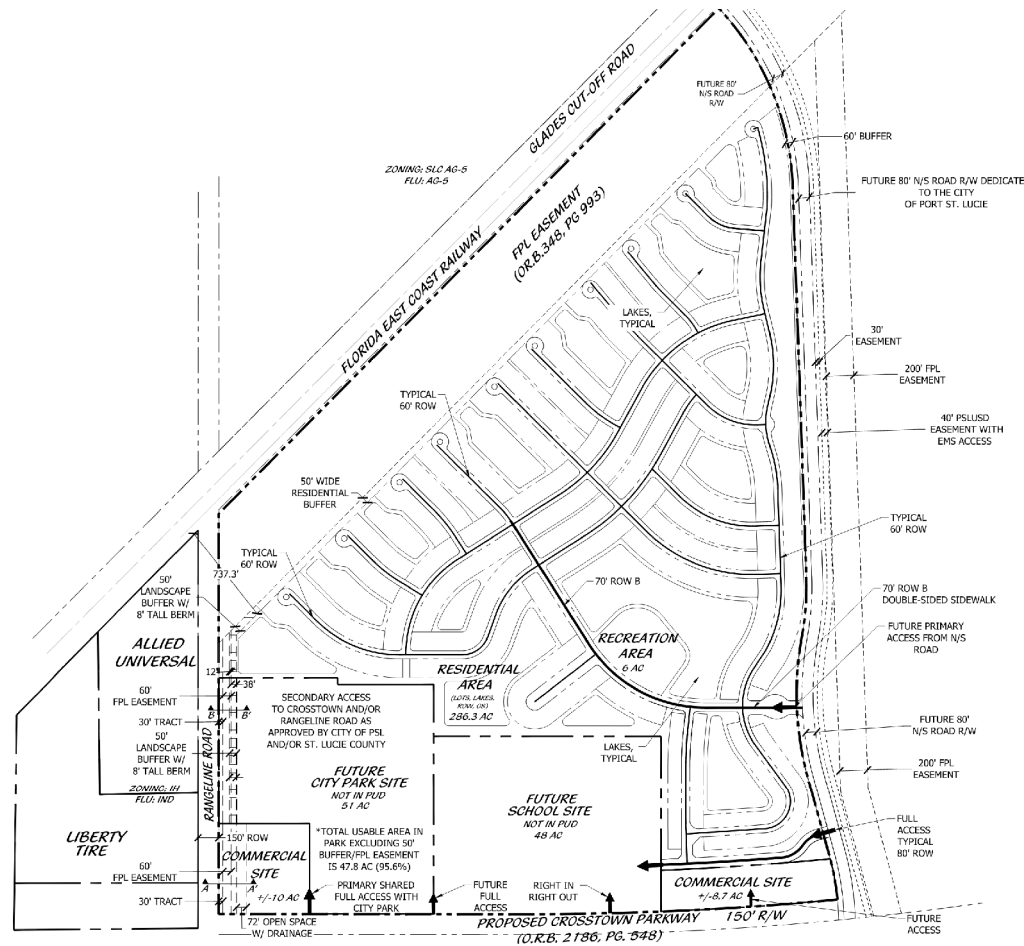 GLADES CUT-OFF ROAD
FUTURE 80'
N/S ROAD
R/W
60' BUFFER
ZONING: SLC AG-5
FLU: AG-5
FUTURE 80' N/S ROAD R/W DEDICATE
TO THE CITY
OF PORT ST. LUCIE
FPL EASEMENT
(O.R.B.348, PG 993)
FLORIDA EAST COAST RAILWAY
LAKES,
TYPICAL
30'
EASEMENT
200' FPL
EASEMENT
TYPICAL
60' ROW
40' PSLUSD
EASEMENT WITH
EMS ACCESS
50' WIDE
RESIDENTIAL
BUFFER
TYPICAL
60' ROW
TYPICAL
60' ROW
737.3'
50'
LANDSCAPE
BUFFER W/
8' TALL BERM
70' ROW B
70' ROW B
DOUBLE-SIDED SIDEWALK
ALLIED
UNIVERSAL
RECREATION
AREA
6 AC
FUTURE PRIMARY
ACCESS FROM N/S
ROAD
12'
38'
RESIDENTIAL
AREA
(LOTS, LAKES,
ROW, OS)
286.3 AC
60'
FPL EASEMENT
SECONDARY ACCESS
TO CROSSTOWN AND/OR
RANGELINE ROAD AS
APPROVED BY CITY OF PSL
AND/OR ST. LUCIE COUNTY
B
B'
30' TRACT
FUTURE 80'
N/S ROAD R/W
50'
LANDSCAPE
BUFFER W/
8' TALL BERM
RANGELINE ROAD
LAKES,
TYPICAL
200' FPL
EASEMENT
FUTURE
CITY PARK SITE
NOT IN PUD
51 AC
ZONING: IH
FLU: IND
FUTURE
SCHOOL SITE
NOT IN PUD
48 AC
FULL
ACCESS
TYPICAL
80' ROW
LIBERTY
TIRE
150' ROW
*TOTAL USABLE AREA IN
PARK EXCLUDING 50'
BUFFER/FPL EASEMENT
IS 47.8 AC (95.6%)
COMMERCIAL
SITE
+/-10 AC
60'
FPL EASEMENT
A
A'
30' TRACT
PRIMARY SHARED
FULL ACCESS WITH
CITY PARK
FUTURE
FULL
ACCESS
RIGHT IN
RIGHT OUT
COMMERCIAL SITE
+/-8.7 AC
72' OPEN SPACE
W/ DRAINAGE
PROPOSED CROSSTOWN PARKWAY 150' R/W
(O.R.B. 2186, PG. 548)
FUTURE
ACCESS